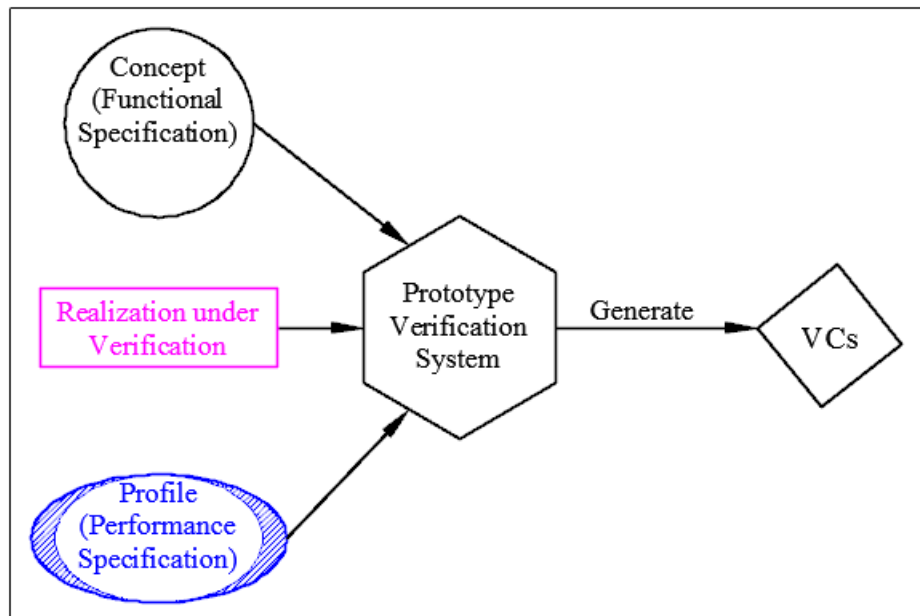 Concept
(Functional
Specification)
Realization under
Verification
Prototype
Verification
System
Generate
VCs
Profile
(Performance
Specification)